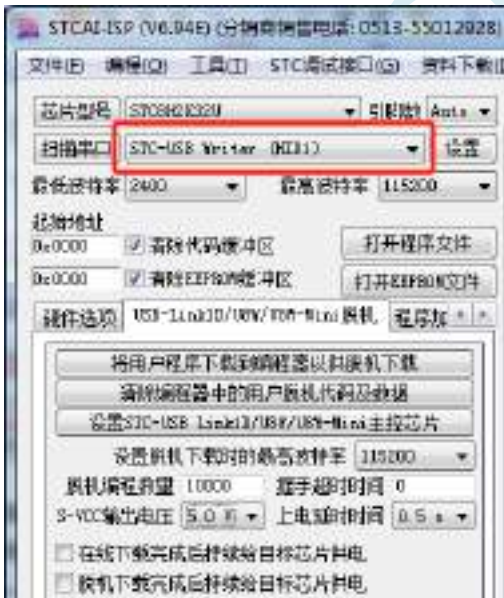 STCAI-ISP (V6.94E) (分销商销售电话: 0513-55012928)
文件(F) 编程(O) 工具(T) STC调试接口(G) 资料下载(
芯片型号 STC8H2K32U 引脚数 Auto
扫描串口 STC-USB Writer (HID1) 设置
最低波特率 2400 最高波特率 115200
起始地址
0x0000 清除代码缓冲区 打开程序文件
0x0000 清除EEPROM缓冲区 打开EEPROM文件
硬件选项 USB-Link1D/U8W/U8W-Mini脱机 程序加
将用户程序下载到编程器以供脱机下载
清除编程器中的用户脱机代码及数据
设置STC-USB Link1D/U8W/U8W-Mini主控芯片
设置脱机下载时的最高波特率 115200
脱机编程数量 10000 握手超时时间 0
S-VCC输出电压 5.0 上电延时时间 0.5 s
在线下载完成后持续给目标芯片供电
脱机下载完成后持续给目标芯片供电